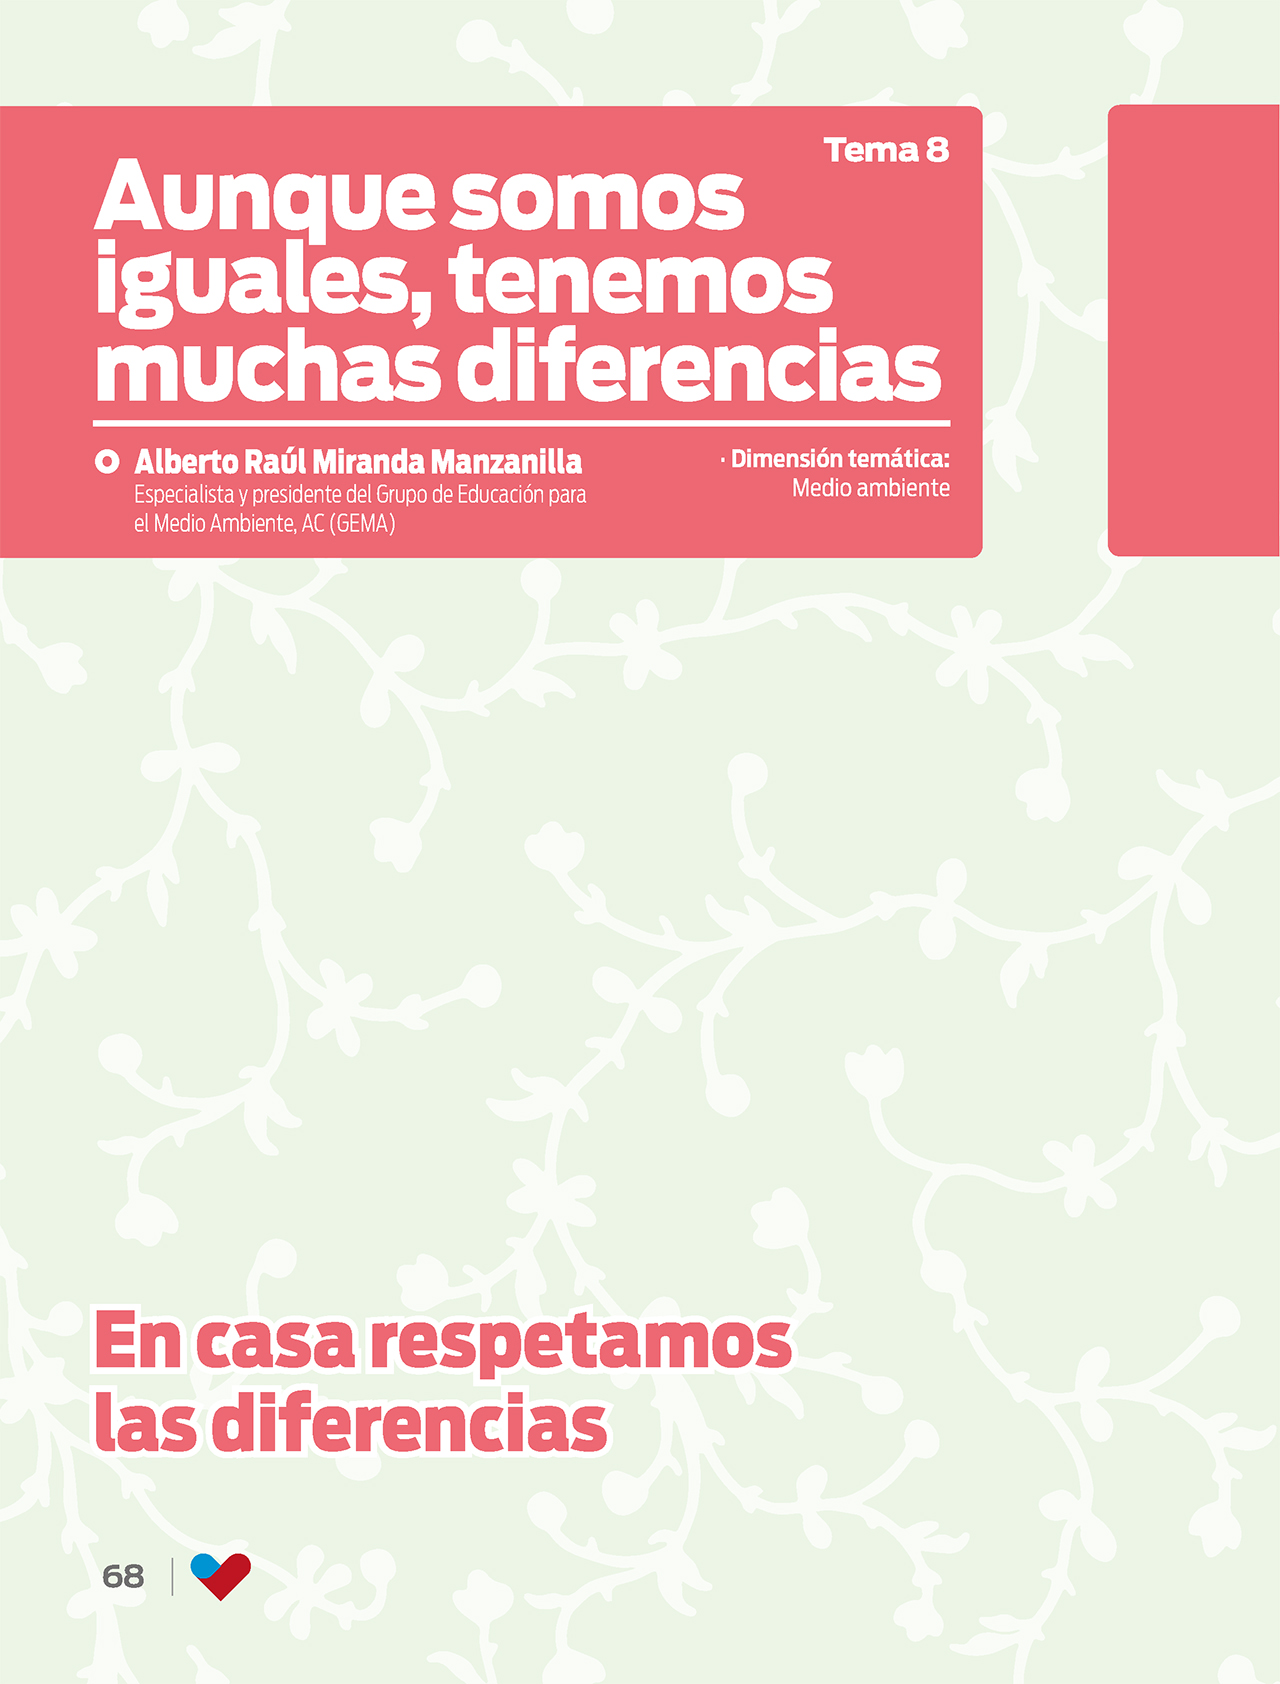 Tema 8
Aunque somos
iguales, tenemos
muchas diferencias
Alberto Raúl Miranda Manzanilla
Especialista y presidente del Grupo de Educación para
el Medio Ambiente, AC (GEMA)
· Dimensión temática:
Medio ambiente
En casa respetamos
las diferencias
68